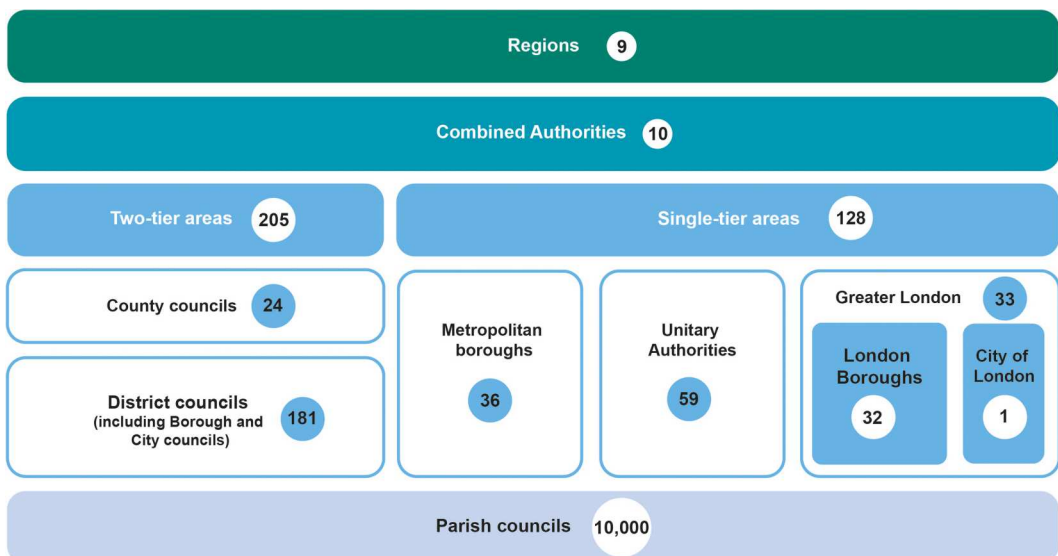 Regions 9
Combined Authorities 10
Two-tier areas 205
Single-tier areas 128
County councils 24
District councils
(including Borough and
City councils)
181
Metropolitan
boroughs
36
Unitary
Authorities
59
Greater London 33
London
Boroughs
32
City of
London
1
Parish councils 10,000